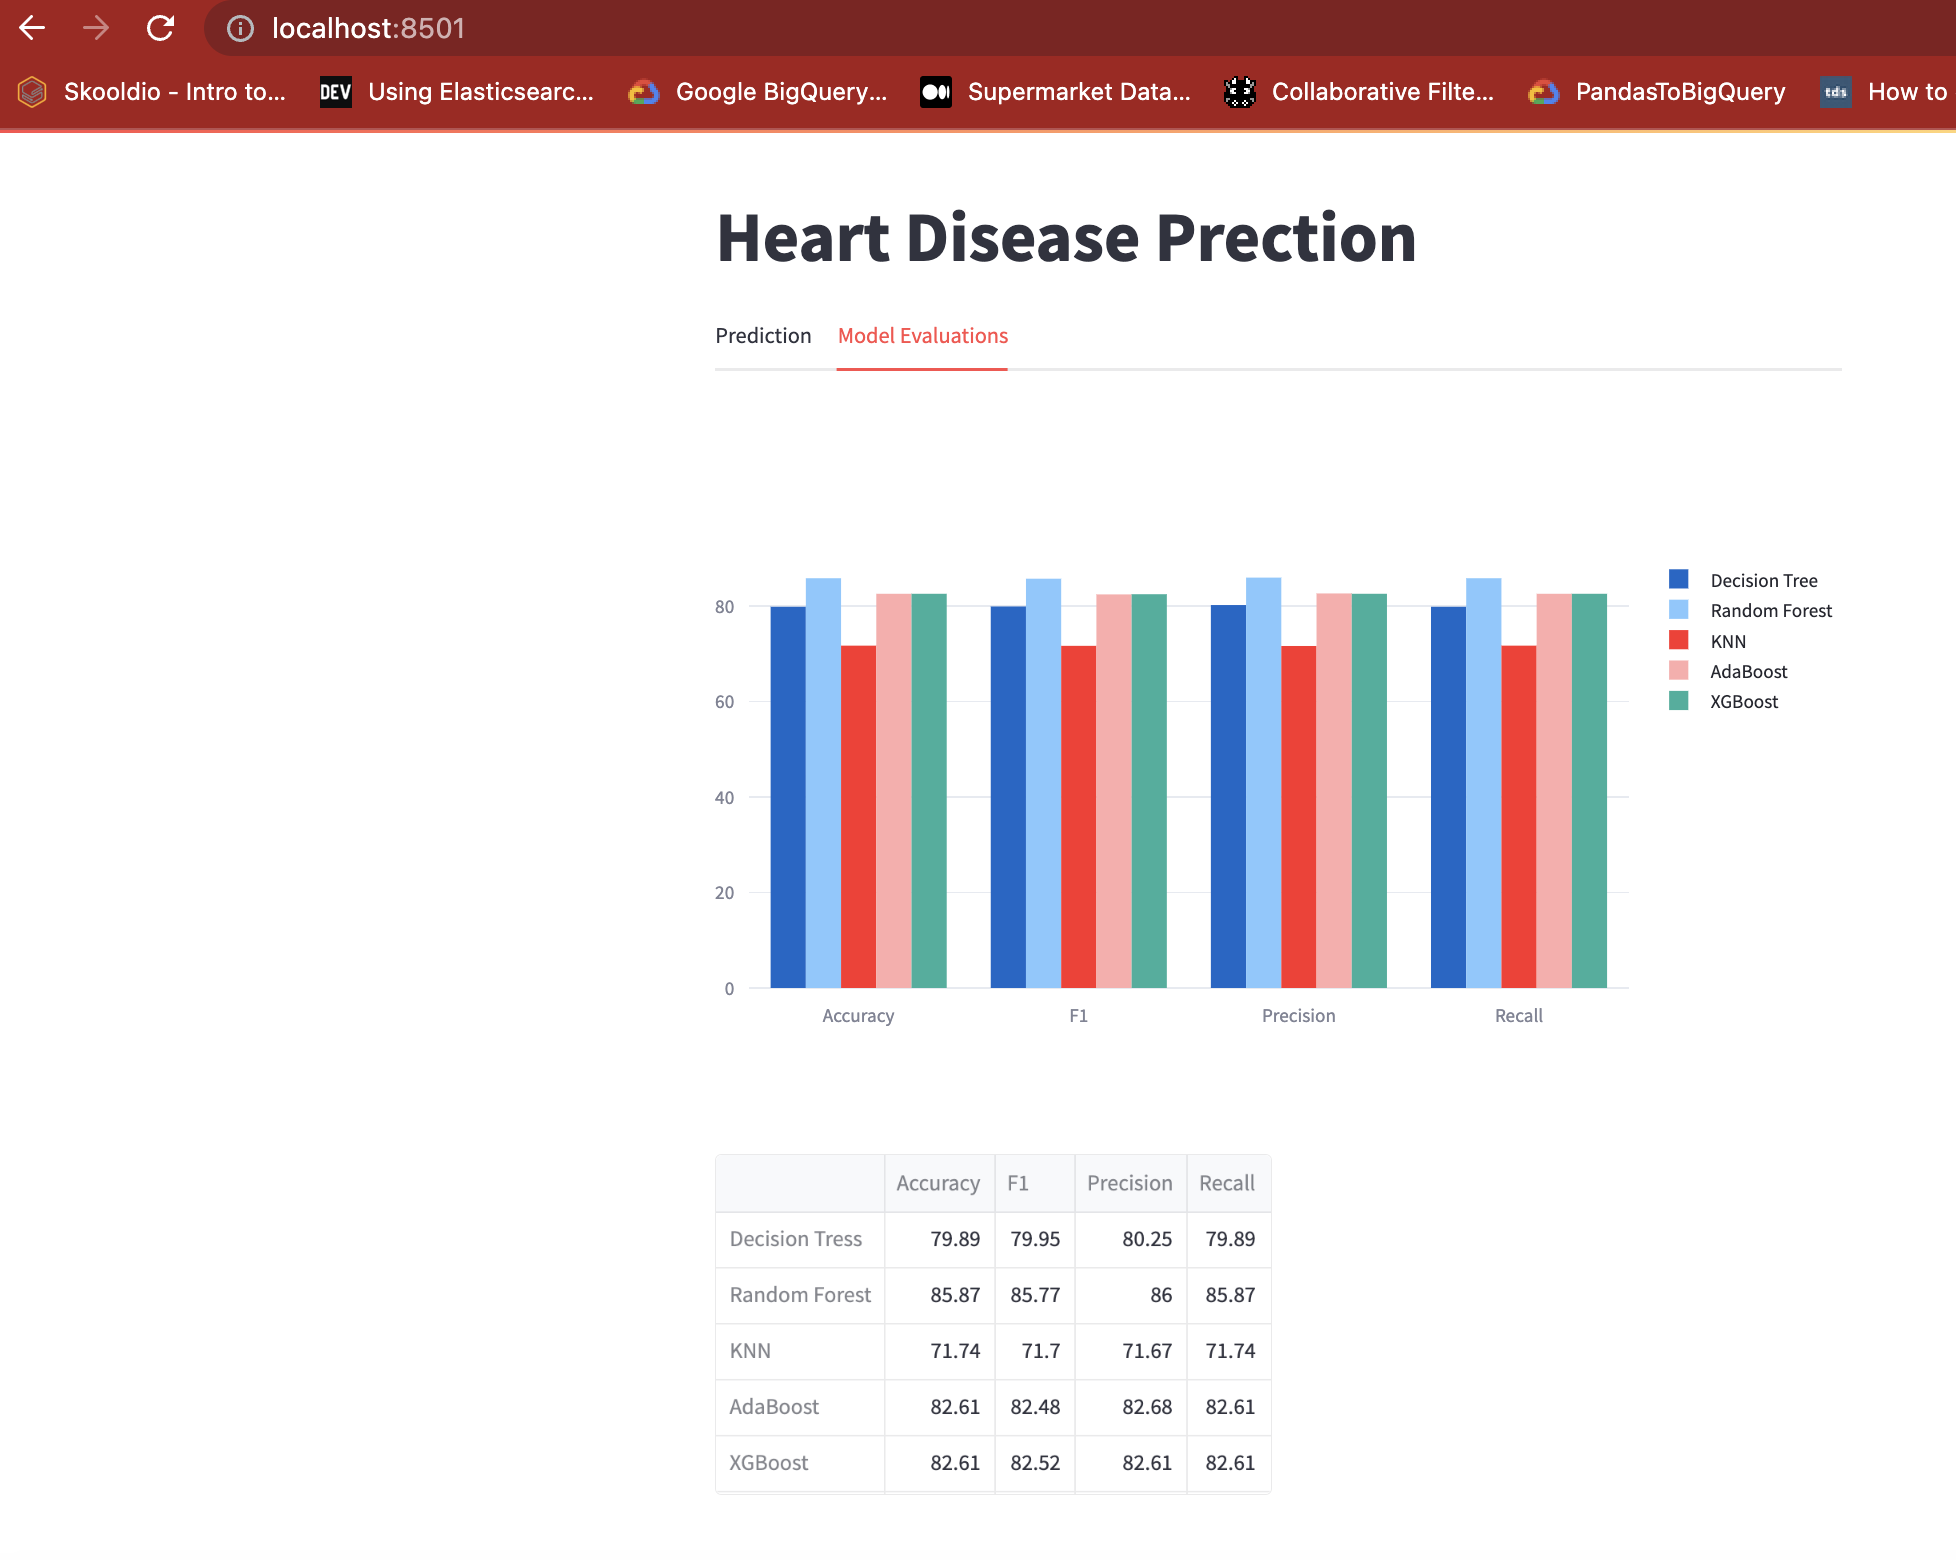 localhost:8501
Skooldio - Intro to... DEV Using Elasticsearc... Google BigQuery... Supermarket Data... Collaborative Filte... PandasToBigQuery tds How to
Heart Disease Prection
Prediction Model Evaluations
Decision Tree
Random Forest
KNN
AdaBoost
XGBoost
80
60
40
20
0
Accuracy F1 Precision Recall
Accuracy F1 Precision Recall
Decision Tress 79.89 79.95 80.25 79.89
Random Forest 85.87 85.77 86 85.87
KNN 71.74 71.7 71.67 71.74
AdaBoost 82.61 82.48 82.68 82.61
XGBoost 82.61 82.52 82.61 82.61